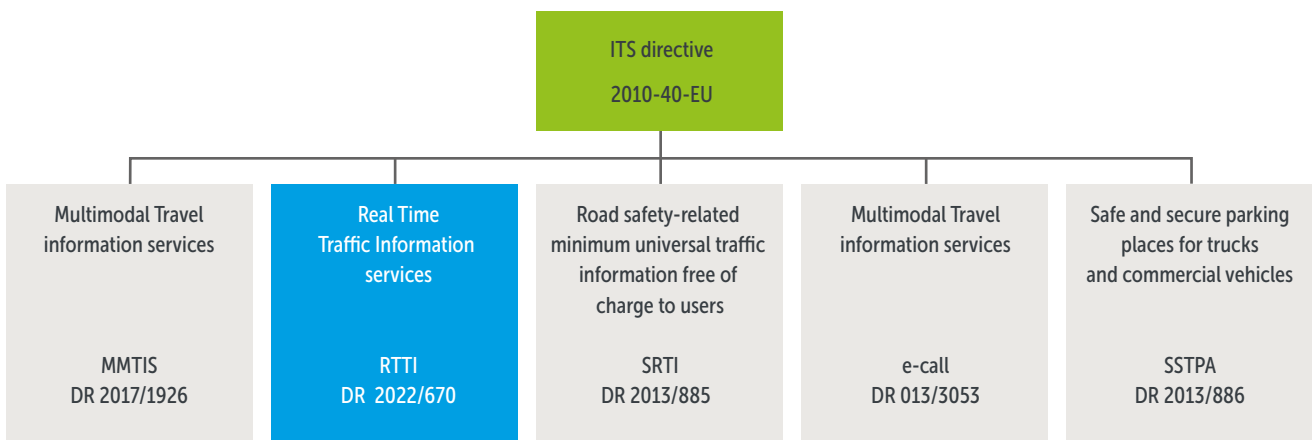 ITS directive
2010-40-EU
Multimodal Travel
information services
MMTIS
DR 2017/1926
Real Time
Traffic Information
services
RTTI
DR 2022/670
Road safety-related
minimum universal traffic
information free of
charge to users
SRTI
DR 2013/885
Multimodal Travel
information services
e-call
DR 013/3053
Safe and secure parking
places for trucks
and commercial vehicles
SSTPA
DR 2013/886